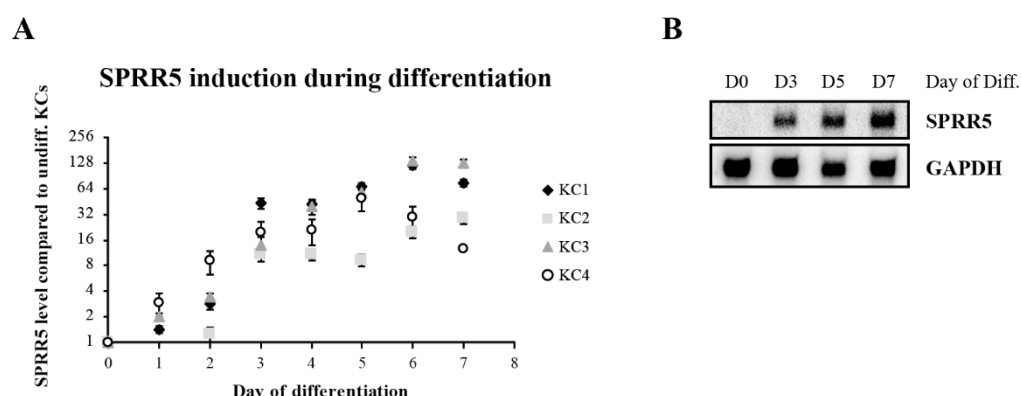 A
SPRR5 induction during differentiation
SPRR5 level compared to undiff. KCs
256
128
64
32
16
8
4
2
1
0 1 2 3 4 5 6 7 8
Day of differentiation
KC1
KC2
KC3
KC4
B
D0 D3 D5 D7 Day of Diff.
SPRR5
GAPDH